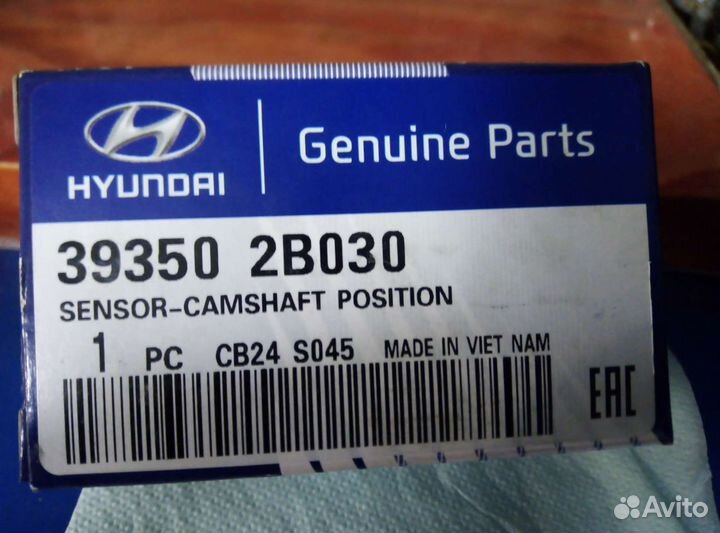 HYUNDAI
Genuine Parts
39350 2B030
SENSOR-CAMSHAFT POSITION
1 PC CB24 S045 MADE IN VIET NAM
EAC
Avito